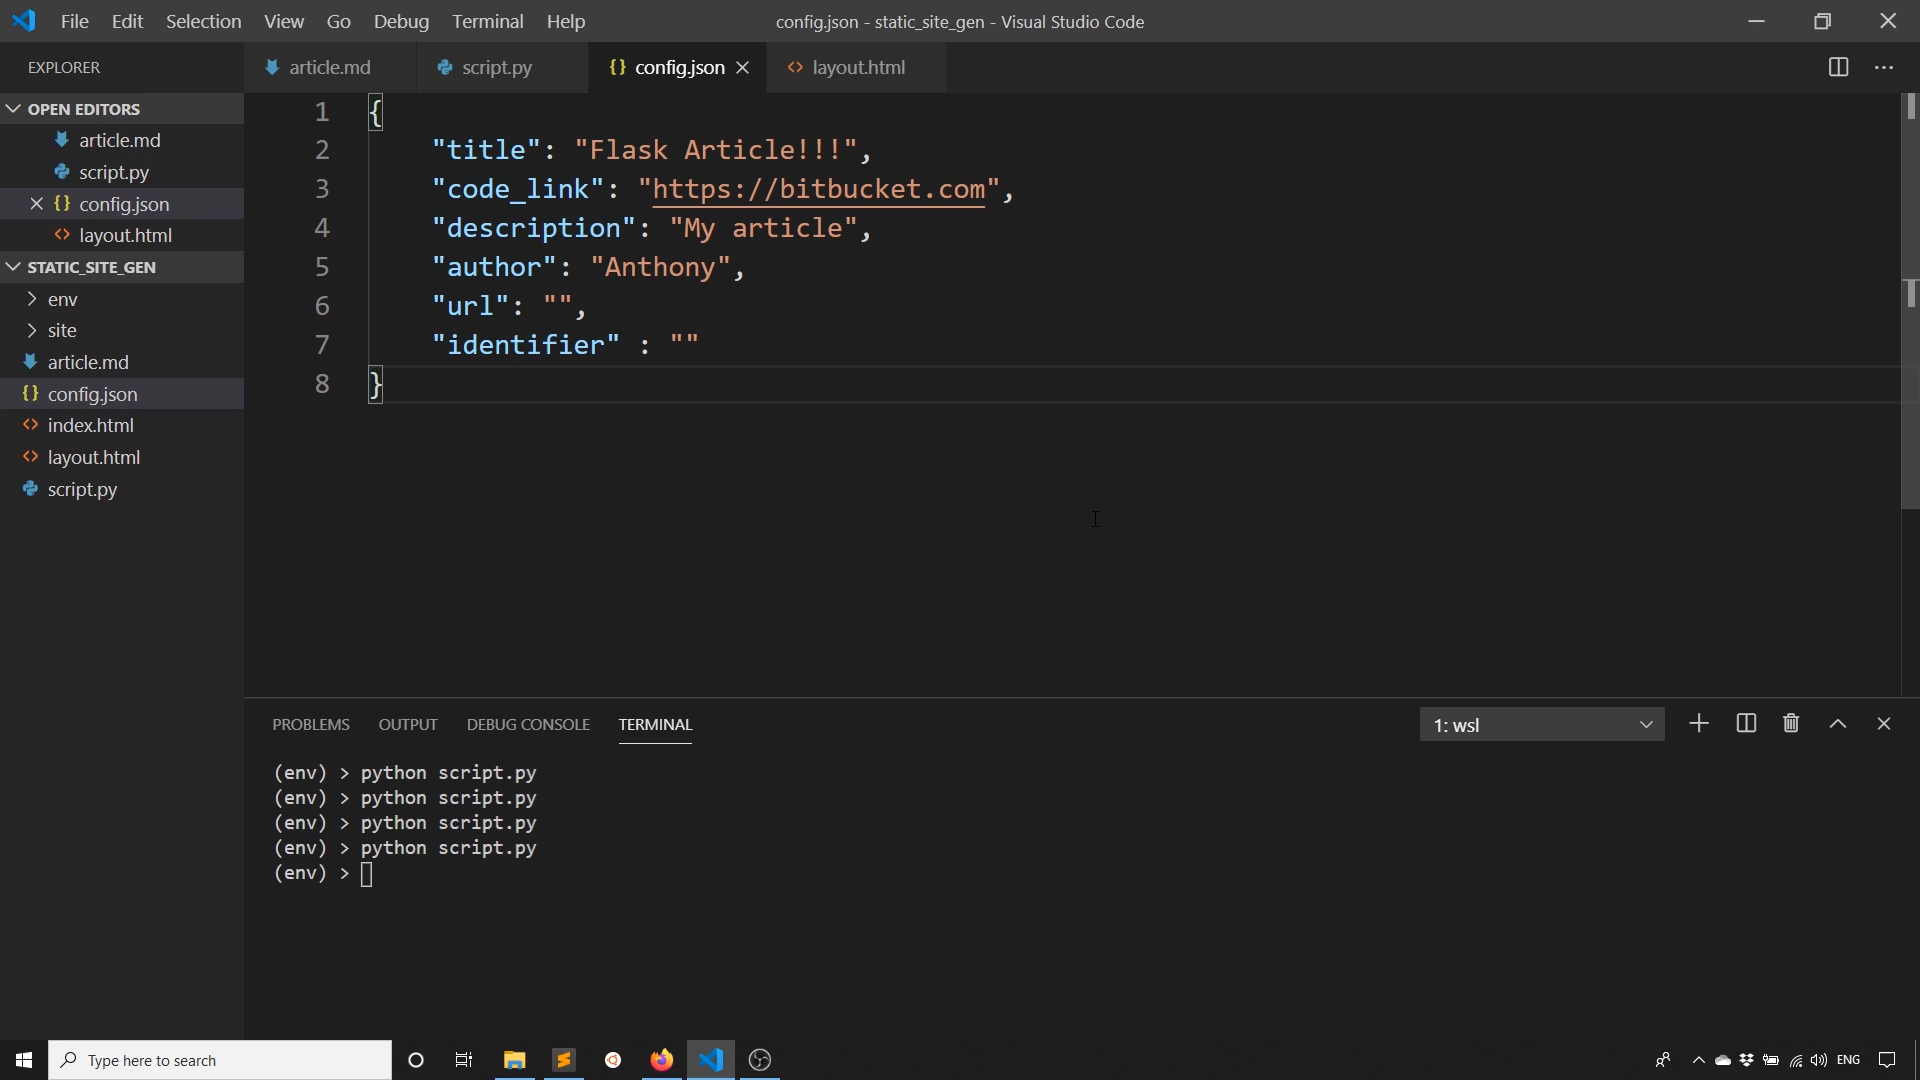 File Edit Selection View Go Debug Terminal Help config.json - static_site_gen - Visual Studio Code
EXPLORER
article.md script.py {} config.json <> layout.html
OPEN EDITORS
article.md
script.py
{} config.json
<> layout.html
STATIC_SITE_GEN
env
site
article.md
{} config.json
<> index.html
<> layout.html
script.py
1 {
2 "title": "Flask Article!!!",
3 "code_link": "https://bitbucket.com",
4 "description": "My article",
5 "author": "Anthony",
6 "url": "",
7 "identifier" : ""
8 }
PROBLEMS OUTPUT DEBUG CONSOLE TERMINAL 1: wsl
(env) > python script.py
(env) > python script.py
(env) > python script.py
(env) > python script.py
(env) >
Type here to search ENG